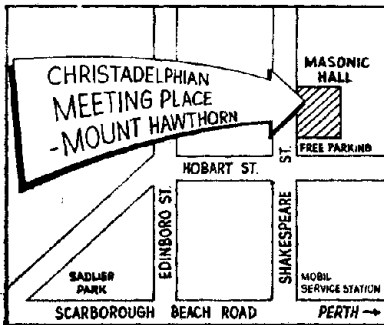 CHRISTADELPHIAN
MEETING PLACE
-MOUNT HAWTHORN
MASONIC
HALL
FREE PARKING
HOBART ST.
EDINBORO ST.
SHAKESPEARE ST.
SADLIER
PARK
MOBIL
SERVICE STATION
SCARBOROUGH BEACH ROAD
PERTH →